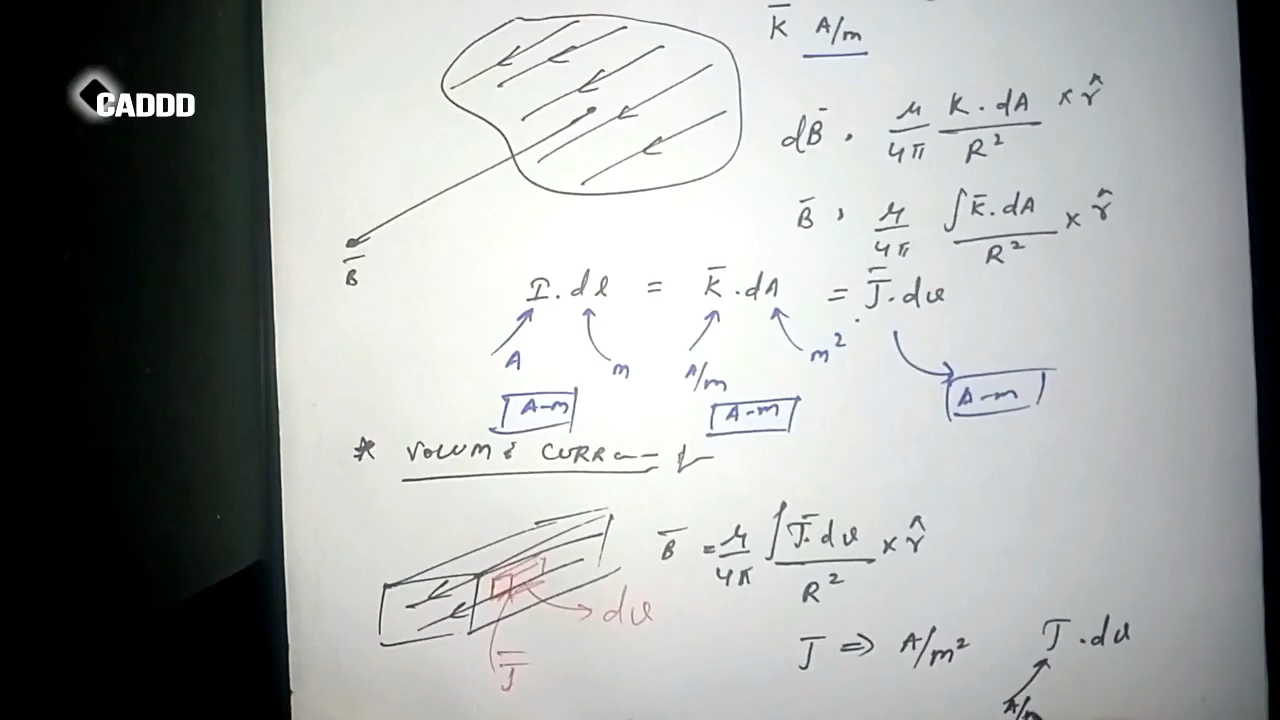 CADDD
K̄ A/m
dB̄ = μ/4π K·dA/R² × r̂
B̄ = μ/4π ∫K̄·dA/R² × r̂
B̄
I·dl = K̄·dA = J̄·dv
A m A/m m²
A-m A-m A-m
* VOLUME CURRENT
B̄ = μ/4π ∫J̄·dv/R² × r̂
dv
J̄
J ⇒ A/m² J·dv
A/m